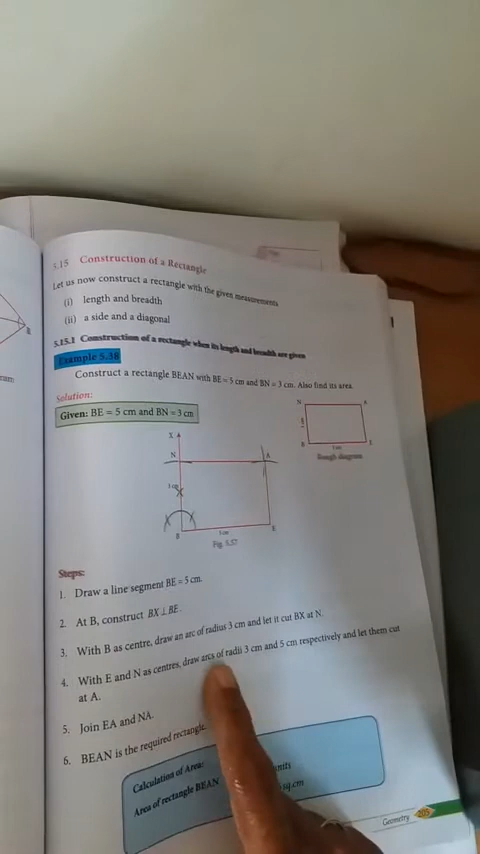 5.15 Construction of a Rectangle
Let us now construct a rectangle with the given measurements
(i) length and breadth
(ii) a side and a diagonal
5.15.1 Construction of a rectangle when its length and breadth are given
Example 5.38
Construct a rectangle BEAN with BE = 5 cm and BN = 3 cm. Also find its area.
Solution:
Given: BE = 5 cm and BN = 3 cm
N A
B E
5 cm
Rough diagram
X
N A
3 cm
B 5 cm E
Fig. 5.57
Steps:
1. Draw a line segment BE = 5 cm.
2. At B, construct BX ⊥ BE.
3. With B as centre, draw an arc of radius 3 cm and let it cut BX at N.
4. With E and N as centres, draw arcs of radii 3 cm and 5 cm respectively and let them cut
at A.
5. Join EA and NA.
6. BEAN is the required rectangle.
Calculation of Area:
Area of rectangle BEAN units
sq.cm
Geometry 205